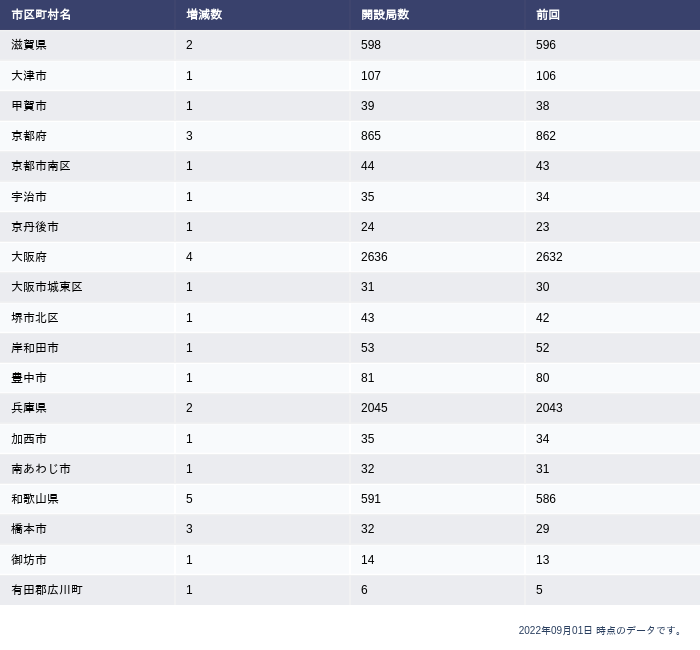 市区町村名 増減数 開設局数 前回
滋賀県 2 598 596
大津市 1 107 106
甲賀市 1 39 38
京都府 3 865 862
京都市南区 1 44 43
宇治市 1 35 34
京丹後市 1 24 23
大阪府 4 2636 2632
大阪市城東区 1 31 30
堺市北区 1 43 42
岸和田市 1 53 52
豊中市 1 81 80
兵庫県 2 2045 2043
加西市 1 35 34
南あわじ市 1 32 31
和歌山県 5 591 586
橋本市 3 32 29
御坊市 1 14 13
有田郡広川町 1 6 5
2022年09月01日 時点のデータです。